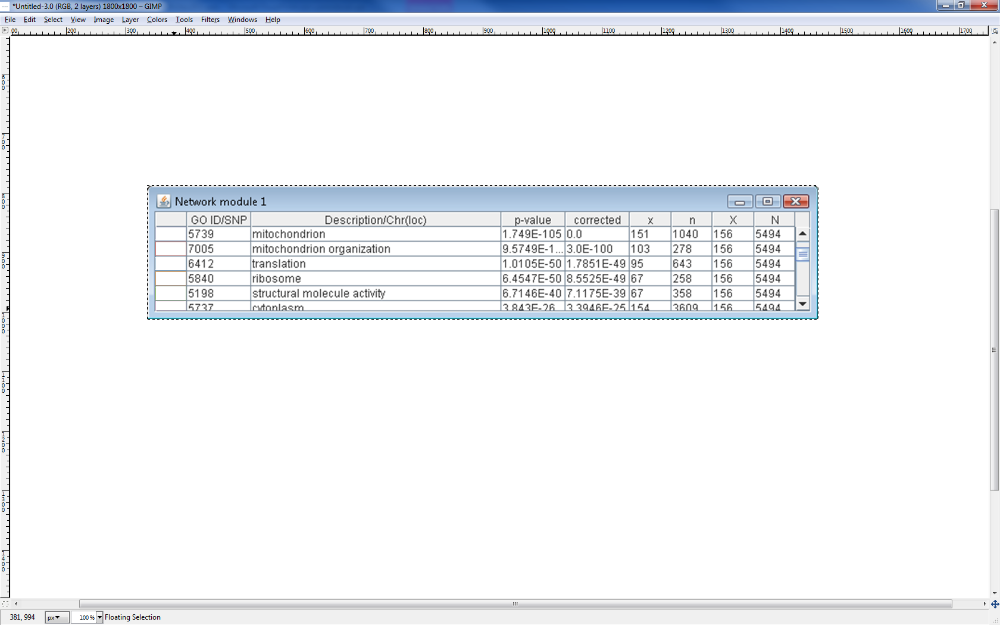 *Untitled-3.0 (RGB, 2 layers) 1800x1800 – GIMP
File Edit Select View Image Layer Colors Tools Filters Windows Help
00 200 300 400 500 600 700 800 900 1000 1100 1200 1300 1400 1500 1600 1700
600
700
800
900
1000
1100
1200
1300
1400
Network module 1
GO ID/SNP Description/Chr(loc) p-value corrected x n X N
5739 mitochondrion 1.749E-105 0.0 151 1040 156 5494
7005 mitochondrion organization 9.5749E-1... 3.0E-100 103 278 156 5494
6412 translation 1.0105E-50 1.7851E-49 95 643 156 5494
5840 ribosome 6.4547E-50 8.5525E-49 67 258 156 5494
5198 structural molecule activity 6.7146E-40 7.1175E-39 67 358 156 5494
5737 cytoplasm 3.843E-26 3.3946E-25 154 3609 156 5494
381, 994 px 100 % Floating Selection